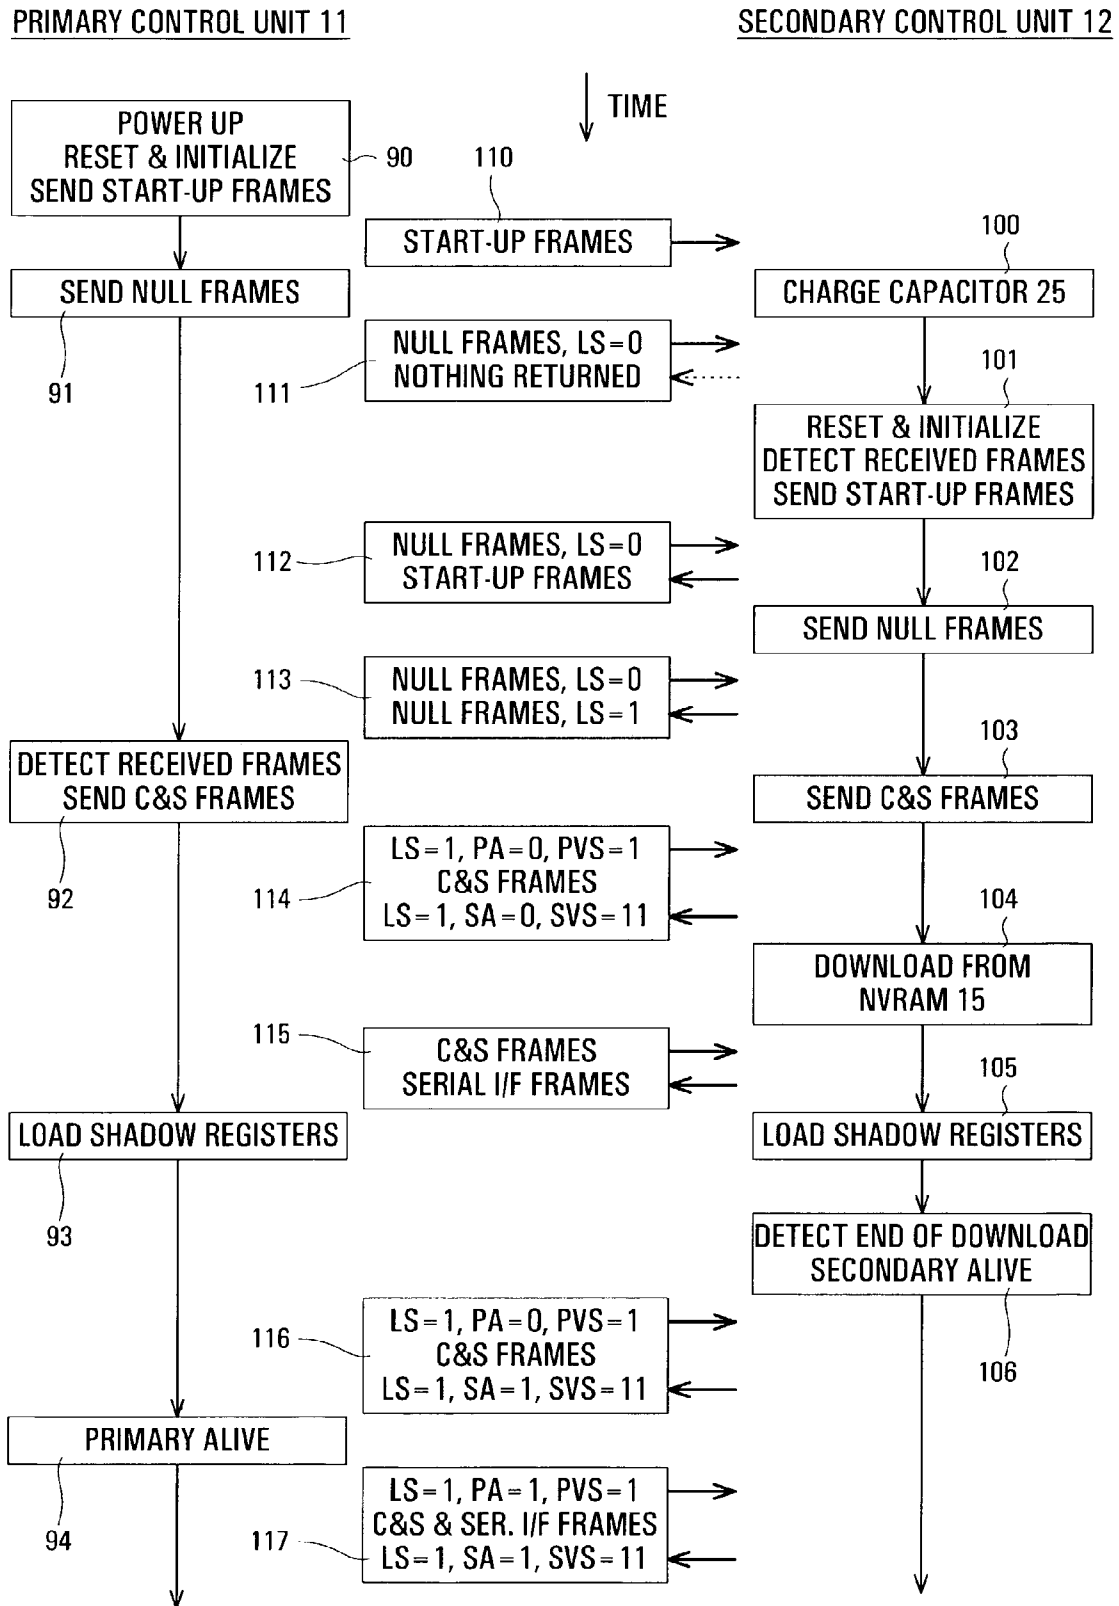 PRIMARY CONTROL UNIT 11
SECONDARY CONTROL UNIT 12
TIME
POWER UP
RESET & INITIALIZE
SEND START-UP FRAMES
90
110
START-UP FRAMES
100
SEND NULL FRAMES
CHARGE CAPACITOR 25
91
111
NULL FRAMES, LS=0
NOTHING RETURNED
101
RESET & INITIALIZE
DETECT RECEIVED FRAMES
SEND START-UP FRAMES
112
NULL FRAMES, LS=0
START-UP FRAMES
102
SEND NULL FRAMES
113
NULL FRAMES, LS=0
NULL FRAMES, LS=1
103
DETECT RECEIVED FRAMES
SEND C&S FRAMES
SEND C&S FRAMES
92
114
LS=1, PA=0, PVS=1
C&S FRAMES
LS=1, SA=0, SVS=11
104
DOWNLOAD FROM
NVRAM 15
115
C&S FRAMES
SERIAL I/F FRAMES
105
LOAD SHADOW REGISTERS
LOAD SHADOW REGISTERS
93
DETECT END OF DOWNLOAD
SECONDARY ALIVE
116
LS=1, PA=0, PVS=1
C&S FRAMES
LS=1, SA=1, SVS=11
106
PRIMARY ALIVE
94
117
LS=1, PA=1, PVS=1
C&S & SER. I/F FRAMES
LS=1, SA=1, SVS=11